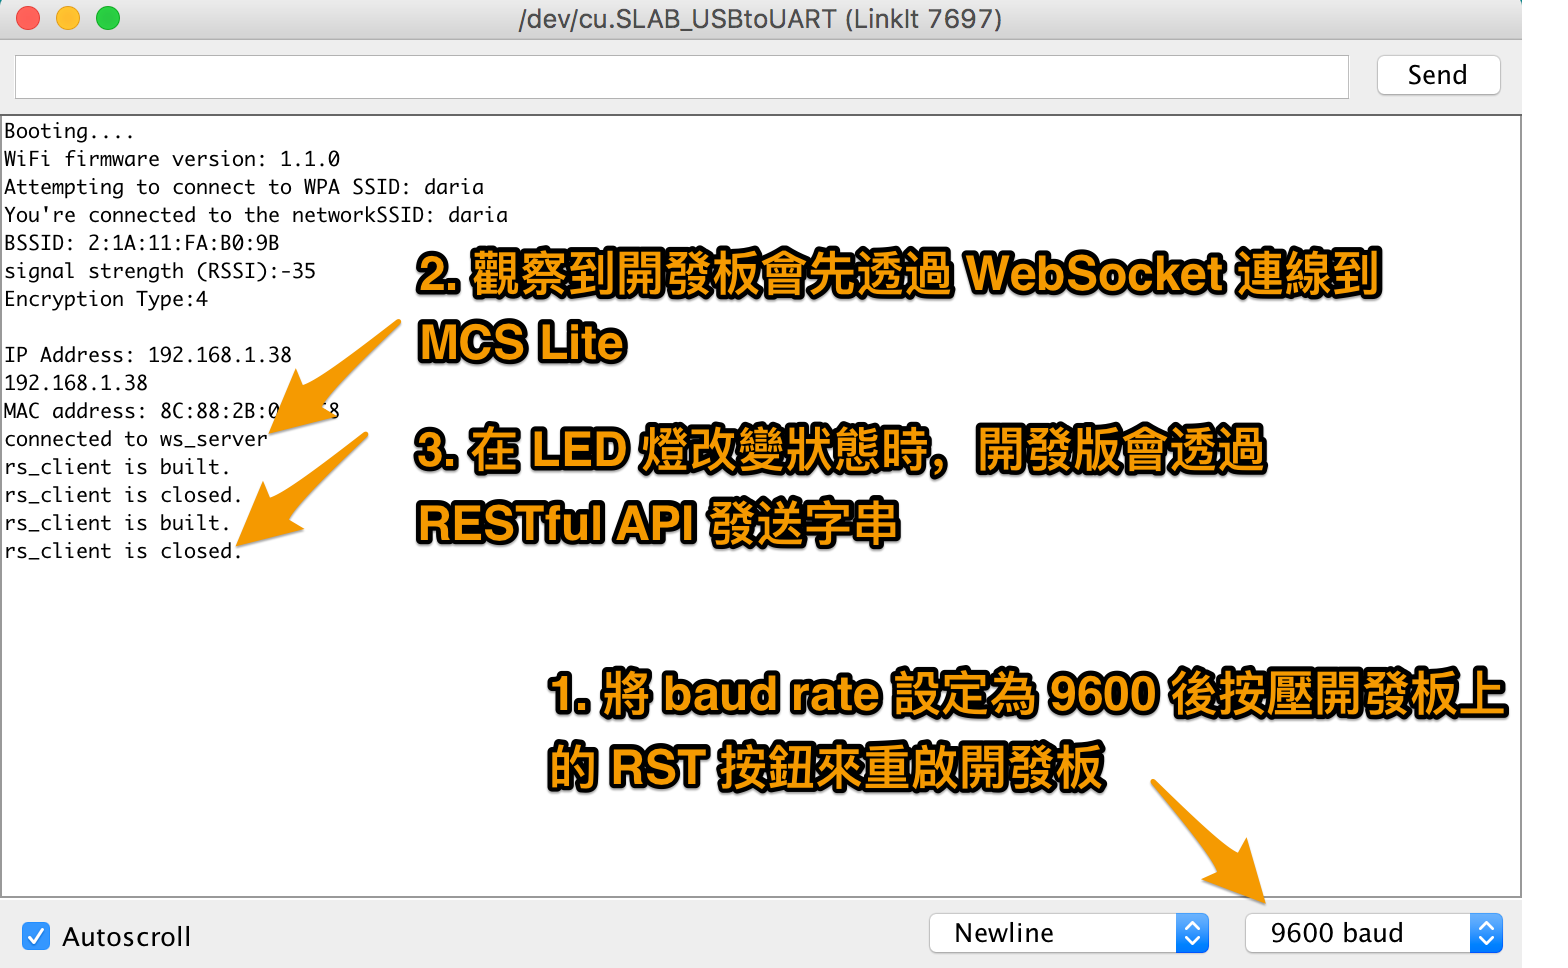 /dev/cu.SLAB_USBtoUART (LinkIt 7697)
Send
Booting....
WiFi firmware version: 1.1.0
Attempting to connect to WPA SSID: daria
You're connected to the networkSSID: daria
BSSID: 2:1A:11:FA:B0:9B
signal strength (RSSI):-35
Encryption Type:4
IP Address: 192.168.1.38
192.168.1.38
MAC address: 8C:88:2B:
connected to ws_server
rs_client is built.
rs_client is closed.
rs_client is built.
rs_client is closed.
2. 觀察到開發板會先透過 WebSocket 連線到
MCS Lite
3. 在 LED 燈改變狀態時，開發版會透過
RESTful API 發送字串
1. 將 baud rate 設定為 9600 後按壓開發板上
的 RST 按鈕來重啟開發板
Autoscroll
Newline
9600 baud